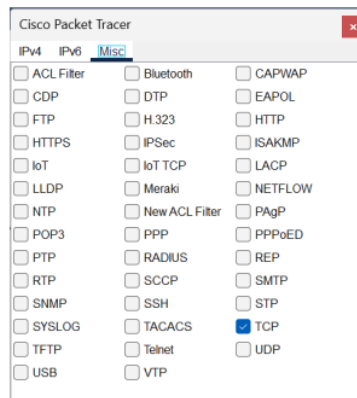 Cisco Packet Tracer
IPv4 IPv6 Misc
ACL Filter Bluetooth CAPWAP
CDP DTP EAPOL
FTP H.323 HTTP
HTTPS IPSec ISAKMP
IoT IoT TCP LACP
LLDP Meraki NETFLOW
NTP New ACL Filter PAgP
POP3 PPP PPPoED
PTP RADIUS REP
RTP SCCP SMTP
SNMP SSH STP
SYSLOG TACACS TCP
TFTP Telnet UDP
USB VTP